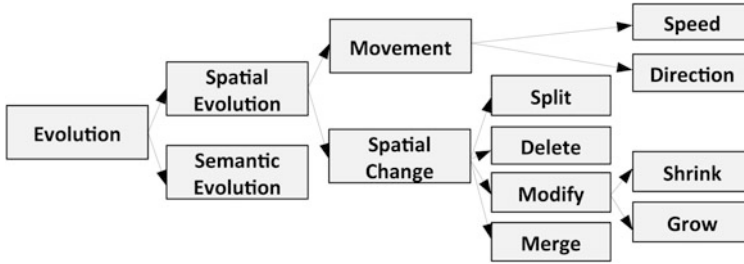 Evolution
Spatial
Evolution
Semantic
Evolution
Movement
Spatial
Change
Speed
Direction
Split
Delete
Modify
Merge
Shrink
Grow